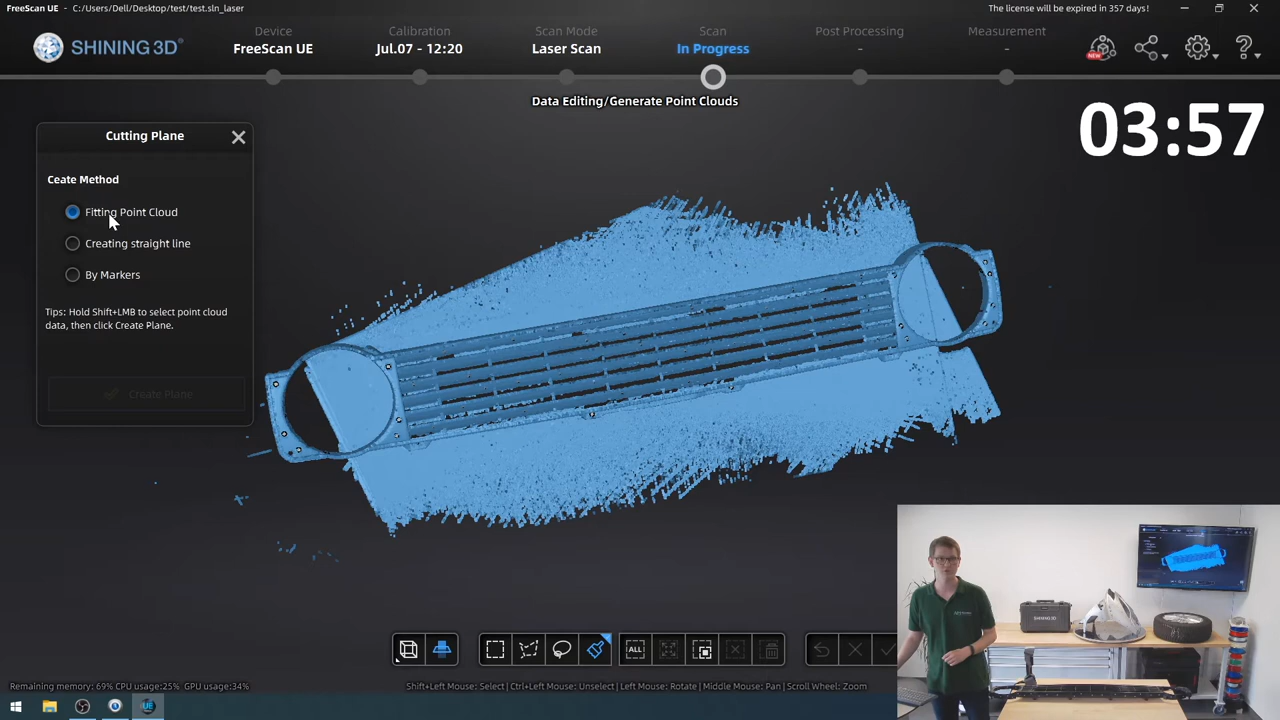 FreeScan UE - C:/Users/Dell/Desktop/test/test.sln_laser
The license will be expired in 357 days!
SHINING 3D®
Device
FreeScan UE
Calibration
Jul.07 - 12:20
Scan Mode
Laser Scan
Scan
In Progress
Post Processing
-
Measurement
-
NEW
Data Editing/Generate Point Clouds
03:57
Cutting Plane
Ceate Method
Fitting Point Cloud
Creating straight line
By Markers
Tips: Hold Shift+LMB to select point cloud
data, then click Create Plane.
Create Plane
ALL
SHINING3D
Remaining memory: 69% CPU usage:25% GPU usage:34%
Shift+Left Mouse: Select | Ctrl+Left Mouse: Unselect | Left Mouse: Rotate | Middle Mouse: Pan | Scroll Wheel: Zoom
UE